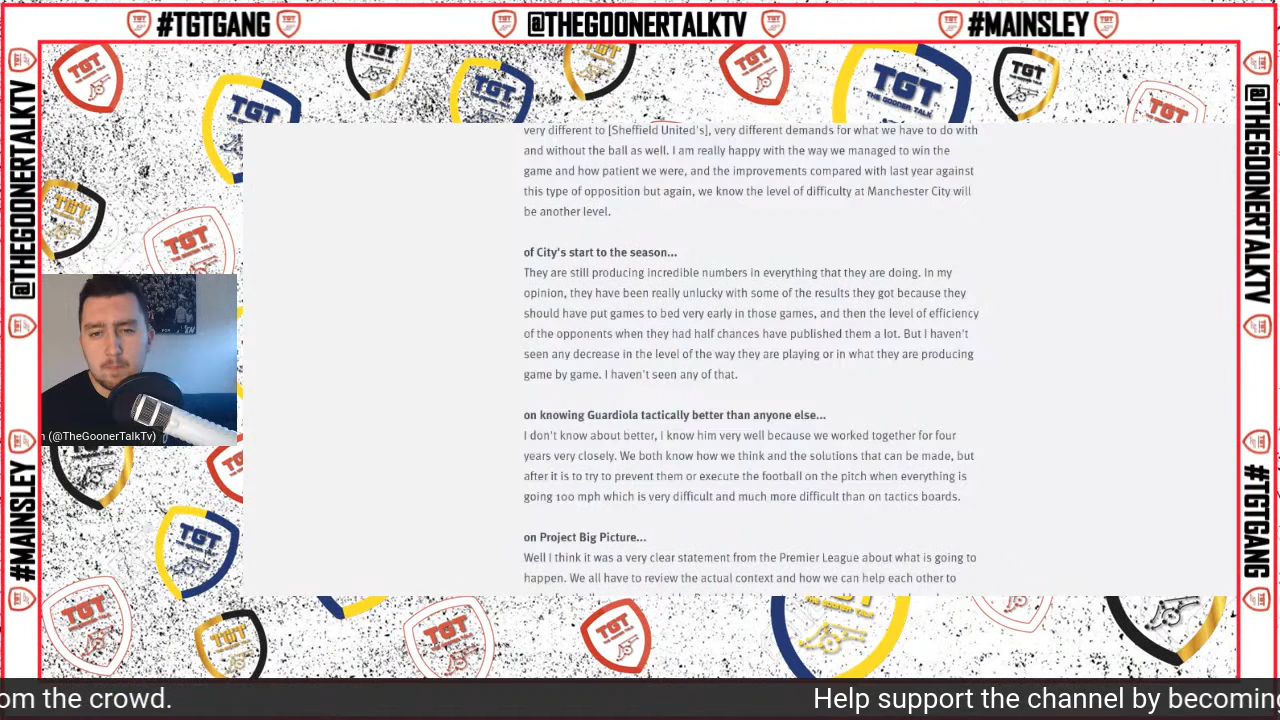 #TGTGANG
@THEGOONERTALKTV
#MAINSLEY
@THEGOONERTALKTV
#MAINSLEY
@THEGOONERTALKTV
#TGTGANG
TGT
THE GOONER TALK
very different to [Sheffield United's], very different demands for what we have to do with
and without the ball as well. I am really happy with the way we managed to win the
game and how patient we were, and the improvements compared with last year against
this type of opposition but again, we know the level of difficulty at Manchester City will
be another level.
of City's start to the season...
They are still producing incredible numbers in everything that they are doing. In my
opinion, they have been really unlucky with some of the results they got because they
should have put games to bed very early in those games, and then the level of efficiency
of the opponents when they had half chances have published them a lot. But I haven't
seen any decrease in the level of the way they are playing or in what they are producing
game by game. I haven't seen any of that.
on knowing Guardiola tactically better than anyone else...
I don't know about better, I know him very well because we worked together for four
years very closely. We both know how we think and the solutions that can be made, but
after it is to try to prevent them or execute the football on the pitch when everything is
going 100 mph which is very difficult and much more difficult than on tactics boards.
on Project Big Picture...
Well I think it was a very clear statement from the Premier League about what is going to
happen. We all have to review the actual context and how we can help each other to
(@TheGoonerTalkTv)
om the crowd.
Help support the channel by becoming